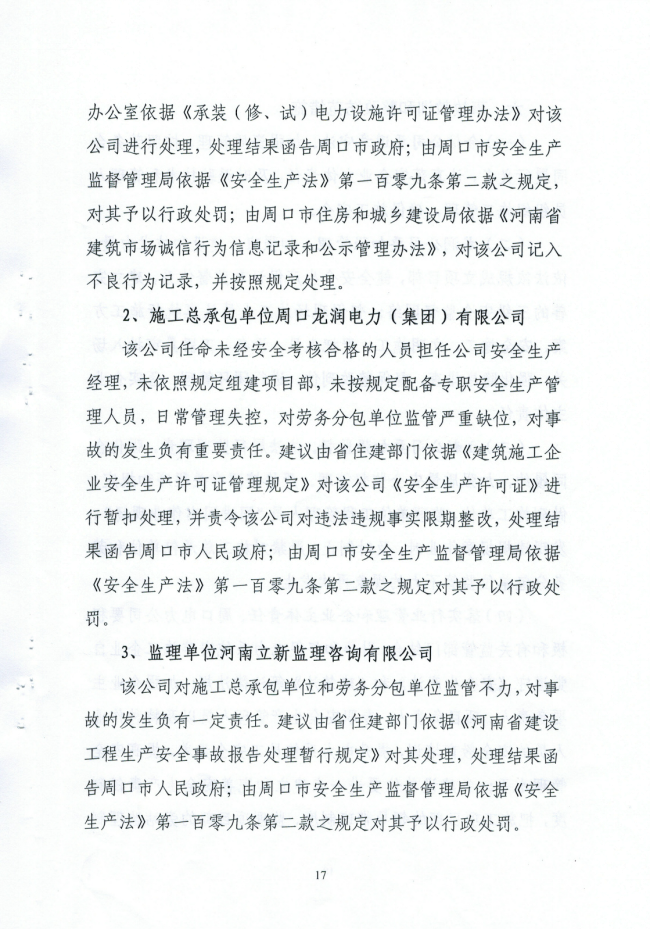 办公室依据《承装（修、试）电力设施许可证管理办法》对该
公司进行处理，处理结果函告周口市政府；由周口市安全生产
监督管理局依据《安全生产法》第一百零九条第二款之规定，
对其予以行政处罚；由周口市住房和城乡建设局依据《河南省
建筑市场诚信行为信息记录和公示管理办法》，对该公司记入
不良行为记录，并按照规定处理。
2、施工总承包单位周口龙润电力（集团）有限公司
该公司任命未经安全考核合格的人员担任公司安全生产
经理，未依照规定组建项目部，未按规定配备专职安全生产管
理人员，日常管理失控，对劳务分包单位监管严重缺位，对事
故的发生负有重要责任。建议由省住建部门依据《建筑施工企
业安全生产许可证管理规定》对该公司《安全生产许可证》进
行暂扣处理，并责令该公司对违法违规事实限期整改，处理结
果函告周口市人民政府；由周口市安全生产监督管理局依据
《安全生产法》第一百零九条第二款之规定对其予以行政处
罚。
3、监理单位河南立新监理咨询有限公司
该公司对施工总承包单位和劳务分包单位监管不力，对事
故的发生负有一定责任。建议由省住建部门依据《河南省建设
工程生产安全事故报告处理暂行规定》对其处理，处理结果函
告周口市人民政府；由周口市安全生产监督管理局依据《安全
生产法》第一百零九条第二款之规定对其予以行政处罚。
17